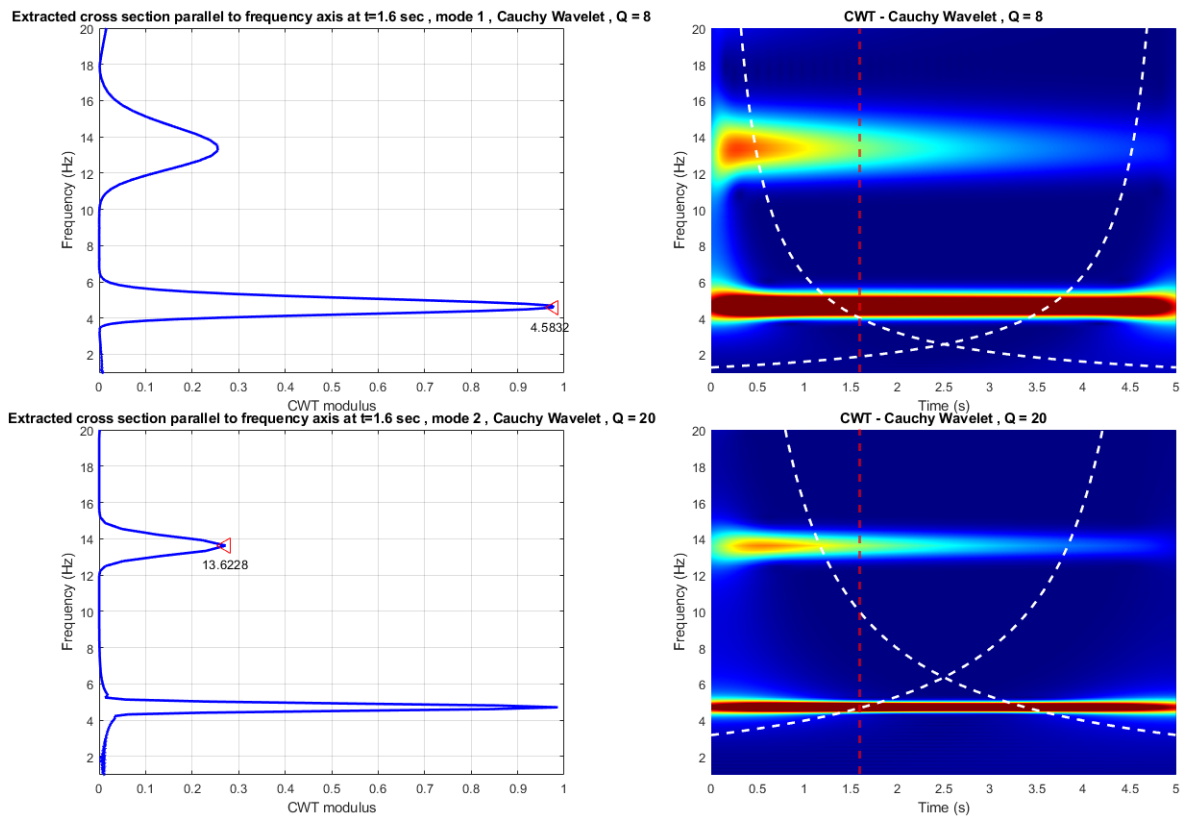 Extracted cross section parallel to frequency axis at t=1.6 sec , mode 1 , Cauchy Wavelet , Q = 8
20
18
16
14
12
10
8
6
4
2
Frequency (Hz)
4.5832
0 0.1 0.2 0.3 0.4 0.5 0.6 0.7 0.8 0.9 1
CWT modulus
CWT - Cauchy Wavelet , Q = 8
20
18
16
14
12
10
8
6
4
2
Frequency (Hz)
0 0.5 1 1.5 2 2.5 3 3.5 4 4.5 5
Time (s)
Extracted cross section parallel to frequency axis at t=1.6 sec , mode 2 , Cauchy Wavelet , Q = 20
20
18
16
14
12
10
8
6
4
2
Frequency (Hz)
13.6228
0 0.1 0.2 0.3 0.4 0.5 0.6 0.7 0.8 0.9 1
CWT modulus
CWT - Cauchy Wavelet , Q = 20
20
18
16
14
12
10
8
6
4
2
Frequency (Hz)
0 0.5 1 1.5 2 2.5 3 3.5 4 4.5 5
Time (s)